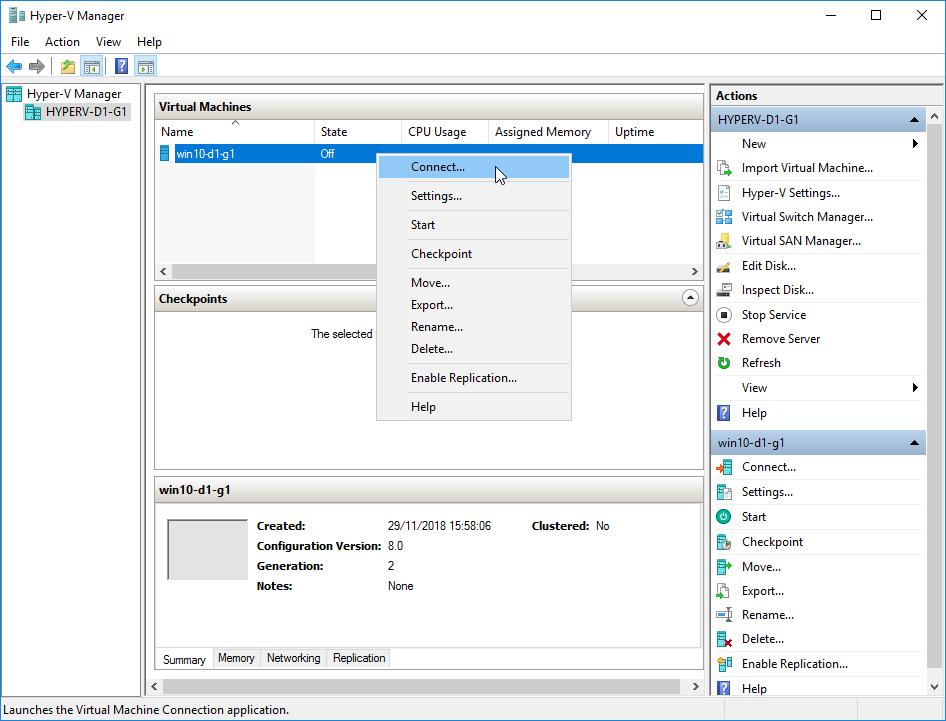 Hyper-V Manager
File Action View Help
Hyper-V Manager
HYPERV-D1-G1
Virtual Machines
Name State CPU Usage Assigned Memory Uptime
win10-d1-g1 Off
Connect...
Settings...
Start
Checkpoint
Move...
Export...
Rename...
Delete...
Enable Replication...
Help
Checkpoints
The selected
win10-d1-g1
Created: 29/11/2018 15:58:06 Clustered: No
Configuration Version: 8.0
Generation: 2
Notes: None
Summary Memory Networking Replication
Actions
HYPERV-D1-G1
New
Import Virtual Machine...
Hyper-V Settings...
Virtual Switch Manager...
Virtual SAN Manager...
Edit Disk...
Inspect Disk...
Stop Service
Remove Server
Refresh
View
Help
win10-d1-g1
Connect...
Settings...
Start
Checkpoint
Move...
Export...
Rename...
Delete...
Enable Replication...
Help
Launches the Virtual Machine Connection application.